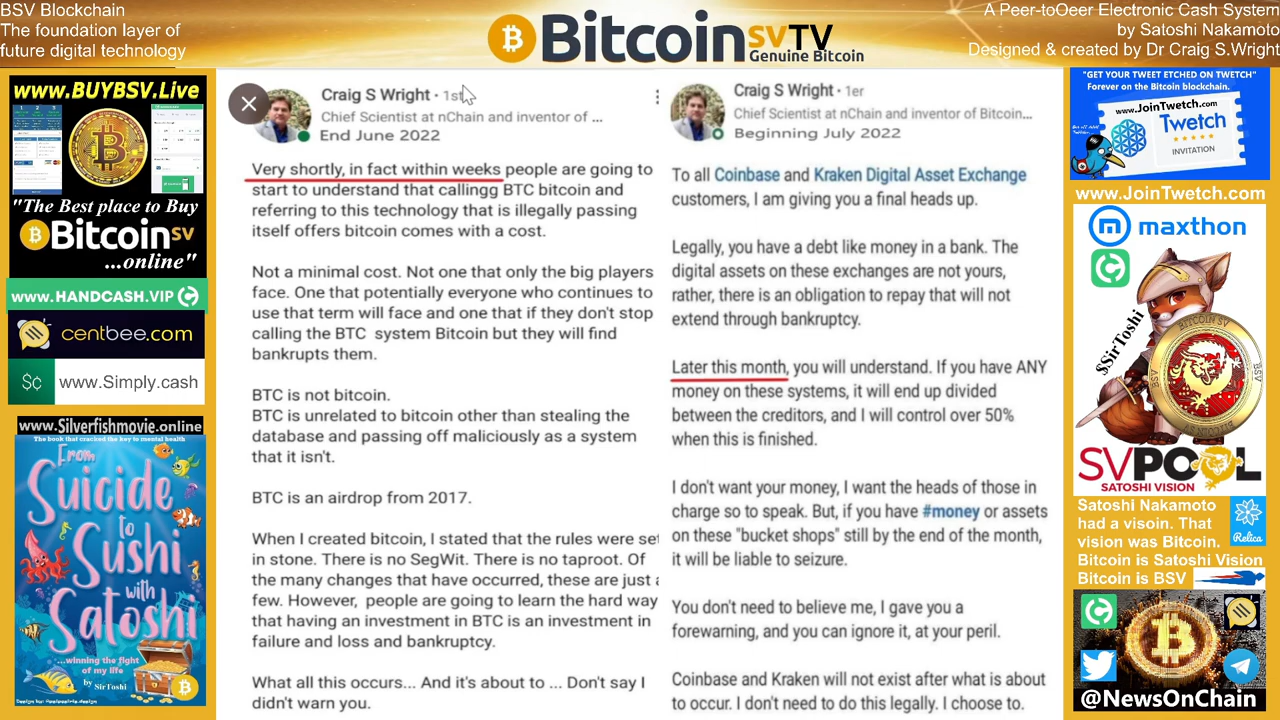 BSV Blockchain
The foundation layer of
future digital technology
BitcoinSVTV
Genuine Bitcoin
A Peer-toOeer Electronic Cash System
by Satoshi Nakamoto
Designed & created by Dr Craig S.Wright
www.BUYBSV.Live
"The Best place to Buy
BitcoinSV
...online"
www.HANDCASH.VIP
centbee.com
$c
www.Simply.cash
www.Silverfishmovie.online
The book that cracked the key to mental health
From
Suicide
to
Sushi
with
Satoshi
...winning the fight
of my life
by SirToshi
Craig S Wright · 1st
Chief Scientist at nChain and inventor of ...
End June 2022
Very shortly, in fact within weeks people are going to
start to understand that callingg BTC bitcoin and
referring to this technology that is illegally passing
itself offers bitcoin comes with a cost.
Not a minimal cost. Not one that only the big players
face. One that potentially everyone who continues to
use that term will face and one that if they don't stop
calling the BTC system Bitcoin but they will find
bankrupts them.
BTC is not bitcoin.
BTC is unrelated to bitcoin other than stealing the
database and passing off maliciously as a system
that it isn't.
BTC is an airdrop from 2017.
When I created bitcoin, I stated that the rules were set
in stone. There is no SegWit. There is no taproot. Of
the many changes that have occurred, these are just a
few. However, people are going to learn the hard way
that having an investment in BTC is an investment in
failure and loss and bankruptcy.
What all this occurs... And it's about to ... Don't say I
didn't warn you.
Craig S Wright · 1er
Chief Scientist at nChain and inventor of Bitcoin...
Beginning July 2022
To all Coinbase and Kraken Digital Asset Exchange
customers, I am giving you a final heads up.
Legally, you have a debt like money in a bank. The
digital assets on these exchanges are not yours,
rather, there is an obligation to repay that will not
extend through bankruptcy.
Later this month, you will understand. If you have ANY
money on these systems, it will end up divided
between the creditors, and I will control over 50%
when this is finished.
I don't want your money, I want the heads of those in
charge so to speak. But, if you have #money or assets
on these "bucket shops" still by the end of the month,
it will be liable to seizure.
You don't need to believe me, I gave you a
forewarning, and you can ignore it, at your peril.
Coinbase and Kraken will not exist after what is about
to occur. I don't need to do this legally. I choose to.
"GET YOUR TWEET ETCHED ON TWETCH"
Forever on the Bitcoin blockchain.
www.JoinTwetch.com
Twetch
INVITATION
www.JoinTwetch.com
maxthon
$SirToshi
BITCOIN SV
BSV
BSV
SVPOOL
SATOSHI VISION
Satoshi Nakamoto
had a visoin. That
vision was Bitcoin.
Bitcoin is Satoshi Vision
Bitcoin is BSV
Relica
@NewsOnChain